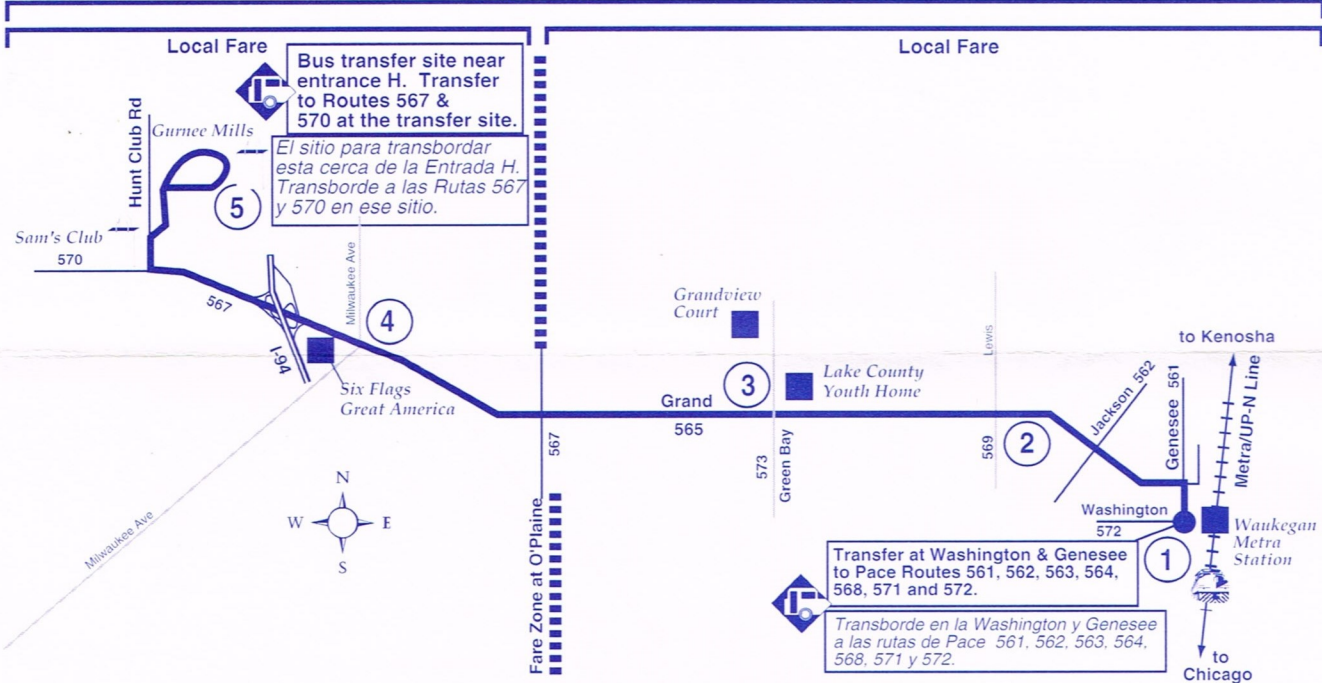 Local Fare
Local Fare
Bus transfer site near
entrance H. Transfer
to Routes 567 &
570 at the transfer site.
El sitio para transbordar
esta cerca de la Entrada H.
Transborde a las Rutas 567
y 570 en ese sitio.
Hunt Club Rd
Gurnee Mills
5
Sam's Club
570
567
I-94
Milwaukee Ave
4
Six Flags
Great America
Milwaukee Ave
N
W
E
S
Fare Zone at O'Plaine
567
Grandview
Court
3
Lake County
Youth Home
Grand
565
573
Green Bay
Lewis
569
2
Jackson 562
Genesee 561
to Kenosha
Metra/UP-N Line
Washington
572
1
Waukegan
Metra
Station
Transfer at Washington & Genesee
to Pace Routes 561, 562, 563, 564,
568, 571 and 572.
Transborde en la Washington y Genesee
a las rutas de Pace 561, 562, 563, 564,
568, 571 y 572.
to
Chicago